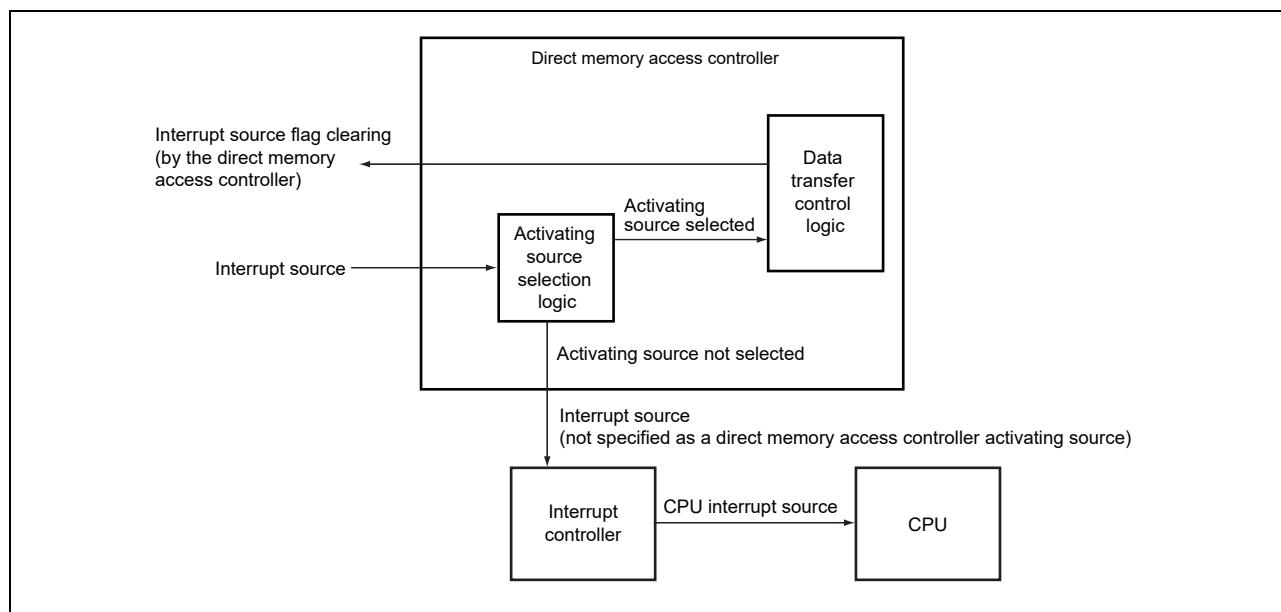 Direct memory access controller
Interrupt source flag clearing
(by the direct memory
access controller)
Data
transfer
control
logic
Activating
source selected
Activating
source
selection
logic
Interrupt source
Activating source not selected
Interrupt source
(not specified as a direct memory access controller activating source)
Interrupt
controller
CPU interrupt source
CPU